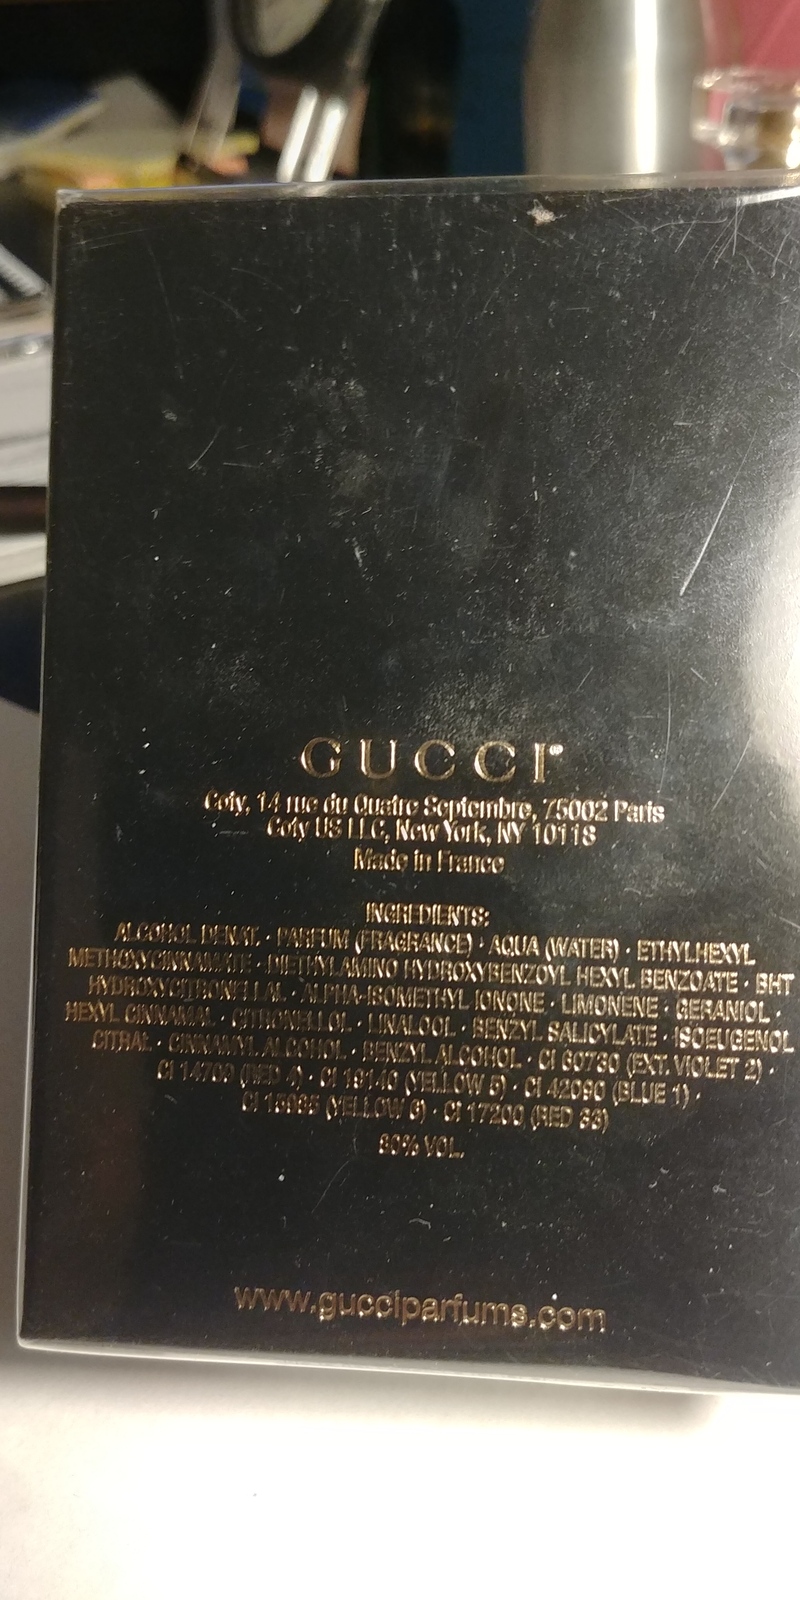 GUCCI®
Coty, 14 rue du Quatre Septembre, 75002 Paris
Coty US LLC, New York, NY 10118
Made in France
INGREDIENTS:
ALCOHOL DENAT. · PARFUM (FRAGRANCE) · AQUA (WATER) · ETHYLHEXYL
METHOXYCINNAMATE · DIETHYLAMINO HYDROXYBENZOYL HEXYL BENZOATE · BHT
HYDROXYCITRONELLAL · ALPHA-ISOMETHYL IONONE · LIMONENE · GERANIOL ·
HEXYL CINNAMAL · CITRONELLOL · LINALOOL · BENZYL SALICYLATE · ISOEUGENOL
CITRAL · CINNAMYL ALCOHOL · BENZYL ALCOHOL · CI 60730 (EXT. VIOLET 2) ·
CI 14700 (RED 4) · CI 19140 (YELLOW 5) · CI 42090 (BLUE 1) ·
CI 15985 (YELLOW 6) · CI 17200 (RED 33)
80% VOL.
www.gucciparfums.com